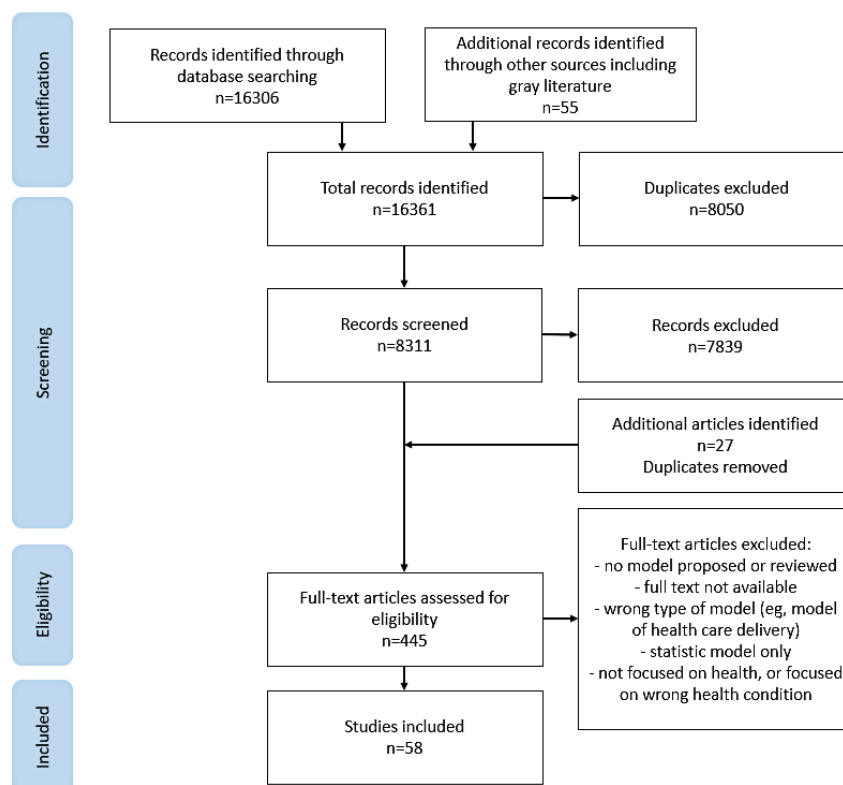 Identification
Records identified through
database searching
n=16306
Additional records identified
through other sources including
gray literature
n=55
Total records identified
n=16361
Duplicates excluded
n=8050
Screening
Records screened
n=8311
Records excluded
n=7839
Additional articles identified
n=27
Duplicates removed
Eligibility
Full-text articles assessed for
eligibility
n=445
Full-text articles excluded:
- no model proposed or reviewed
- full text not available
- wrong type of model (eg, model
of health care delivery)
- statistic model only
- not focused on health, or focused
on wrong health condition
Included
Studies included
n=58